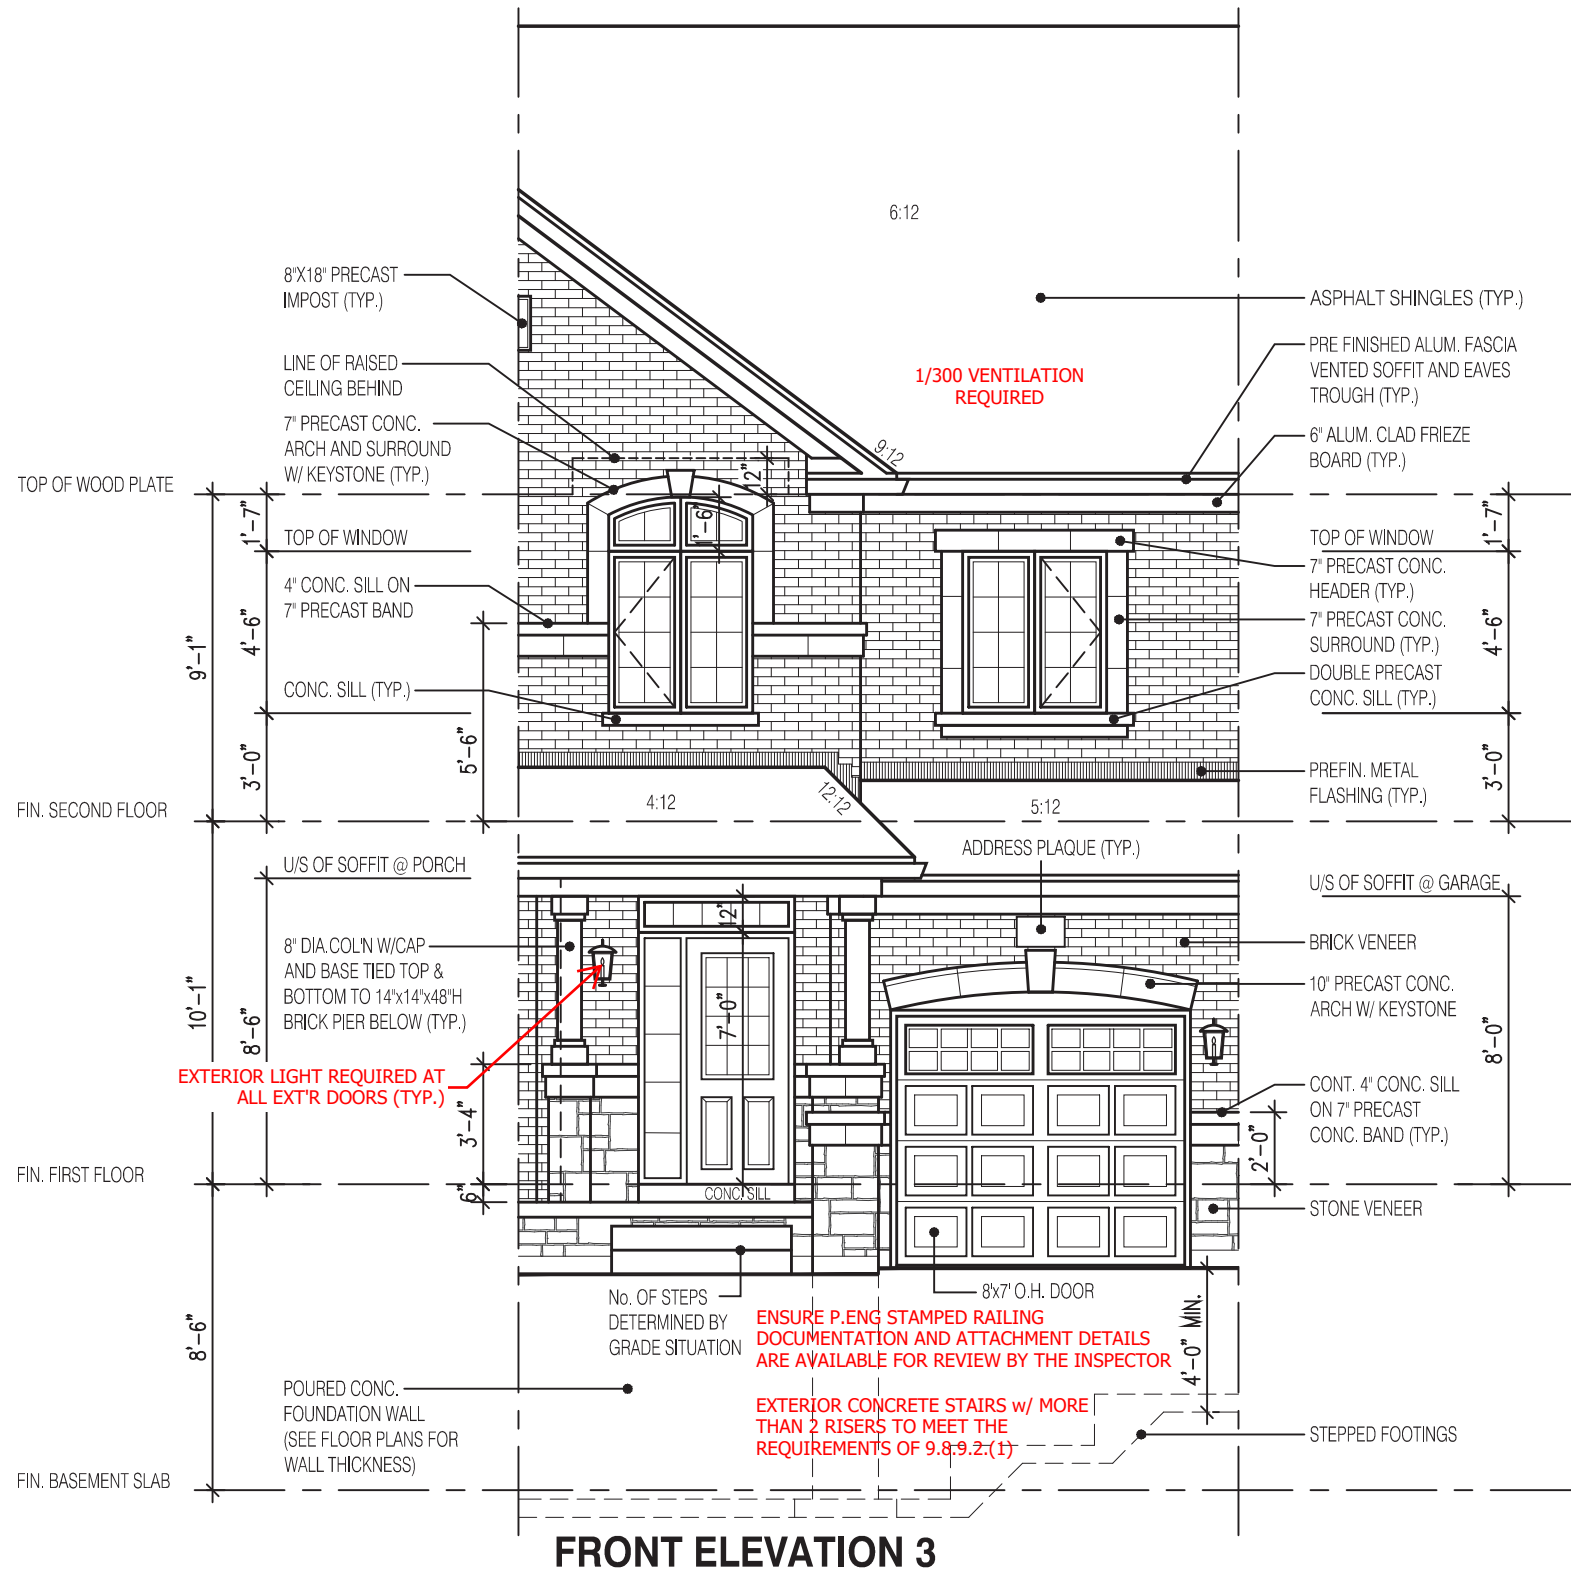 6:12
8"X18" PRECAST
IMPOST (TYP.)
LINE OF RAISED
CEILING BEHIND
7" PRECAST CONC.
ARCH AND SURROUND
W/ KEYSTONE (TYP.)
TOP OF WOOD PLATE
1'-7"
TOP OF WINDOW
4" CONC. SILL ON
7" PRECAST BAND
4'-6"
9'-1"
CONC. SILL (TYP.)
5'-6"
3'-0"
FIN. SECOND FLOOR
U/S OF SOFFIT @ PORCH
8" DIA.COL'N W/CAP
AND BASE TIED TOP &
BOTTOM TO 14"x14"x48"H
BRICK PIER BELOW (TYP.)
10'-1"
8'-6"
EXTERIOR LIGHT REQUIRED AT
ALL EXT'R DOORS (TYP.)
3'-4"
FIN. FIRST FLOOR
6"
8'-6"
POURED CONC.
FOUNDATION WALL
(SEE FLOOR PLANS FOR
WALL THICKNESS)
FIN. BASEMENT SLAB
1/300 VENTILATION
REQUIRED
9:12
12"
1'-6"
4:12
12:12
5:12
ADDRESS PLAQUE (TYP.)
12"
7'-0"
CONC. SILL
No. OF STEPS
DETERMINED BY
GRADE SITUATION
8'x7' O.H. DOOR
ENSURE P.ENG STAMPED RAILING
DOCUMENTATION AND ATTACHMENT DETAILS
ARE AVAILABLE FOR REVIEW BY THE INSPECTOR
EXTERIOR CONCRETE STAIRS w/ MORE
THAN 2 RISERS TO MEET THE
REQUIREMENTS OF 9.8.9.2.(1)
4'-0" MIN.
ASPHALT SHINGLES (TYP.)
PRE FINISHED ALUM. FASCIA
VENTED SOFFIT AND EAVES
TROUGH (TYP.)
6" ALUM. CLAD FRIEZE
BOARD (TYP.)
1'-7"
TOP OF WINDOW
7" PRECAST CONC.
HEADER (TYP.)
7" PRECAST CONC.
SURROUND (TYP.)
4'-6"
DOUBLE PRECAST
CONC. SILL (TYP.)
PREFIN. METAL
FLASHING (TYP.)
3'-0"
U/S OF SOFFIT @ GARAGE
BRICK VENEER
10" PRECAST CONC.
ARCH W/ KEYSTONE
8'-0"
CONT. 4" CONC. SILL
ON 7" PRECAST
CONC. BAND (TYP.)
2'-0"
STONE VENEER
STEPPED FOOTINGS
FRONT ELEVATION 3